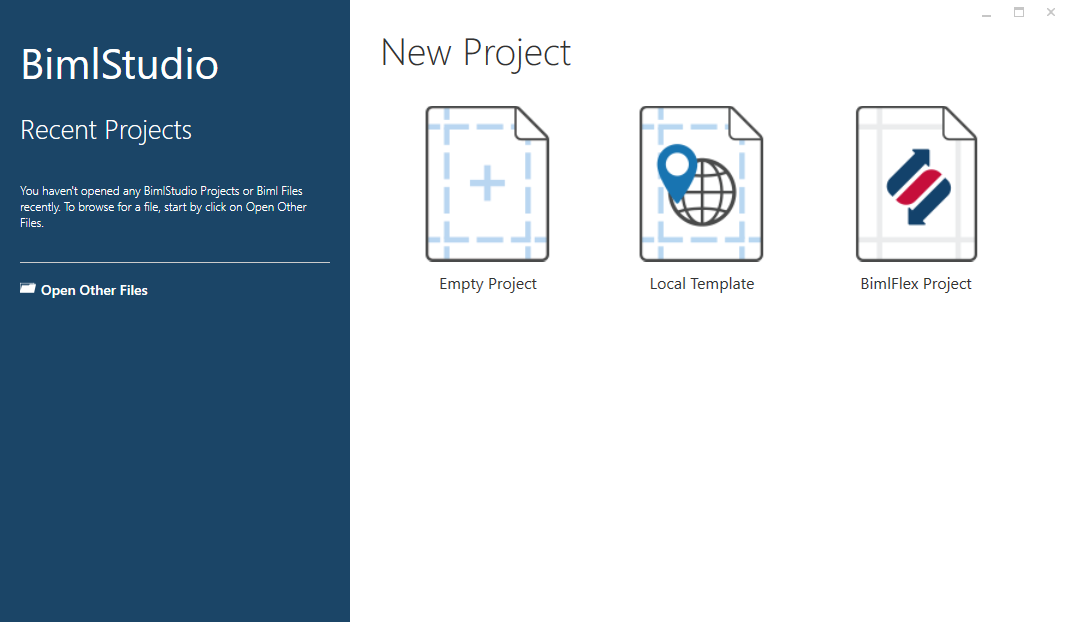 BimlStudio
Recent Projects
You haven't opened any BimlStudio Projects or Biml Files
recently. To browse for a file, start by click on Open Other
Files.
Open Other Files
New Project
Empty Project
Local Template
BimlFlex Project